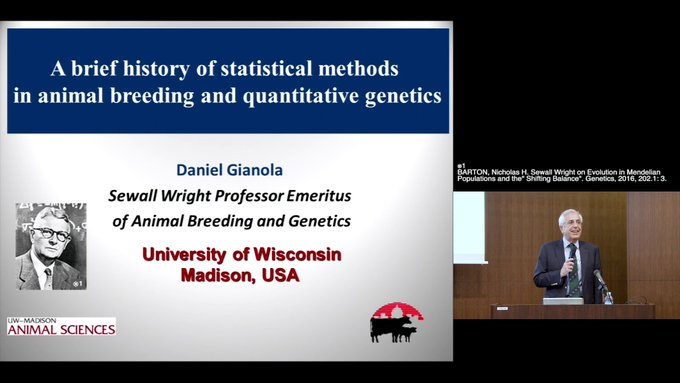 A brief history of statistical methods
in animal breeding and quantitative genetics
Daniel Gianola
Sewall Wright Professor Emeritus
of Animal Breeding and Genetics
University of Wisconsin
Madison, USA
※1
UW-MADISON
ANIMAL SCIENCES
※1
BARTON, Nicholas H. Sewall Wright on Evolution in Mendelian
Populations and the" Shifting Balance". Genetics, 2016, 202.1: 3.